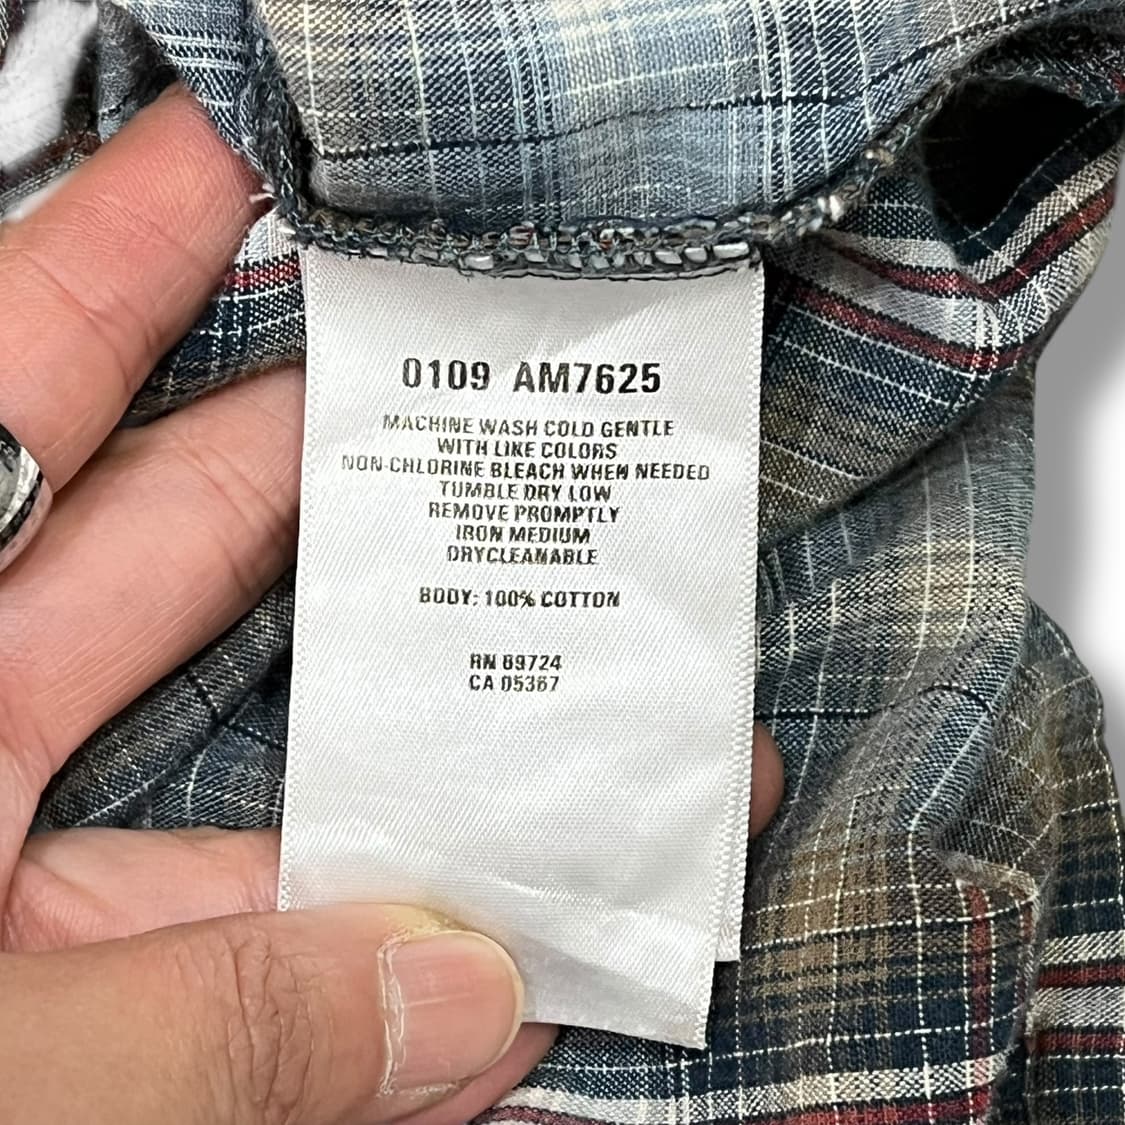 0109 AM7625
MACHINE WASH COLD GENTLE
WITH LIKE COLORS
NON-CHLORINE BLEACH WHEN NEEDED
TUMBLE DRY LOW
REMOVE PROMPTLY
IRON MEDIUM
DRYCLEANABLE
BODY: 100% COTTON
RN 89724
CA 05367